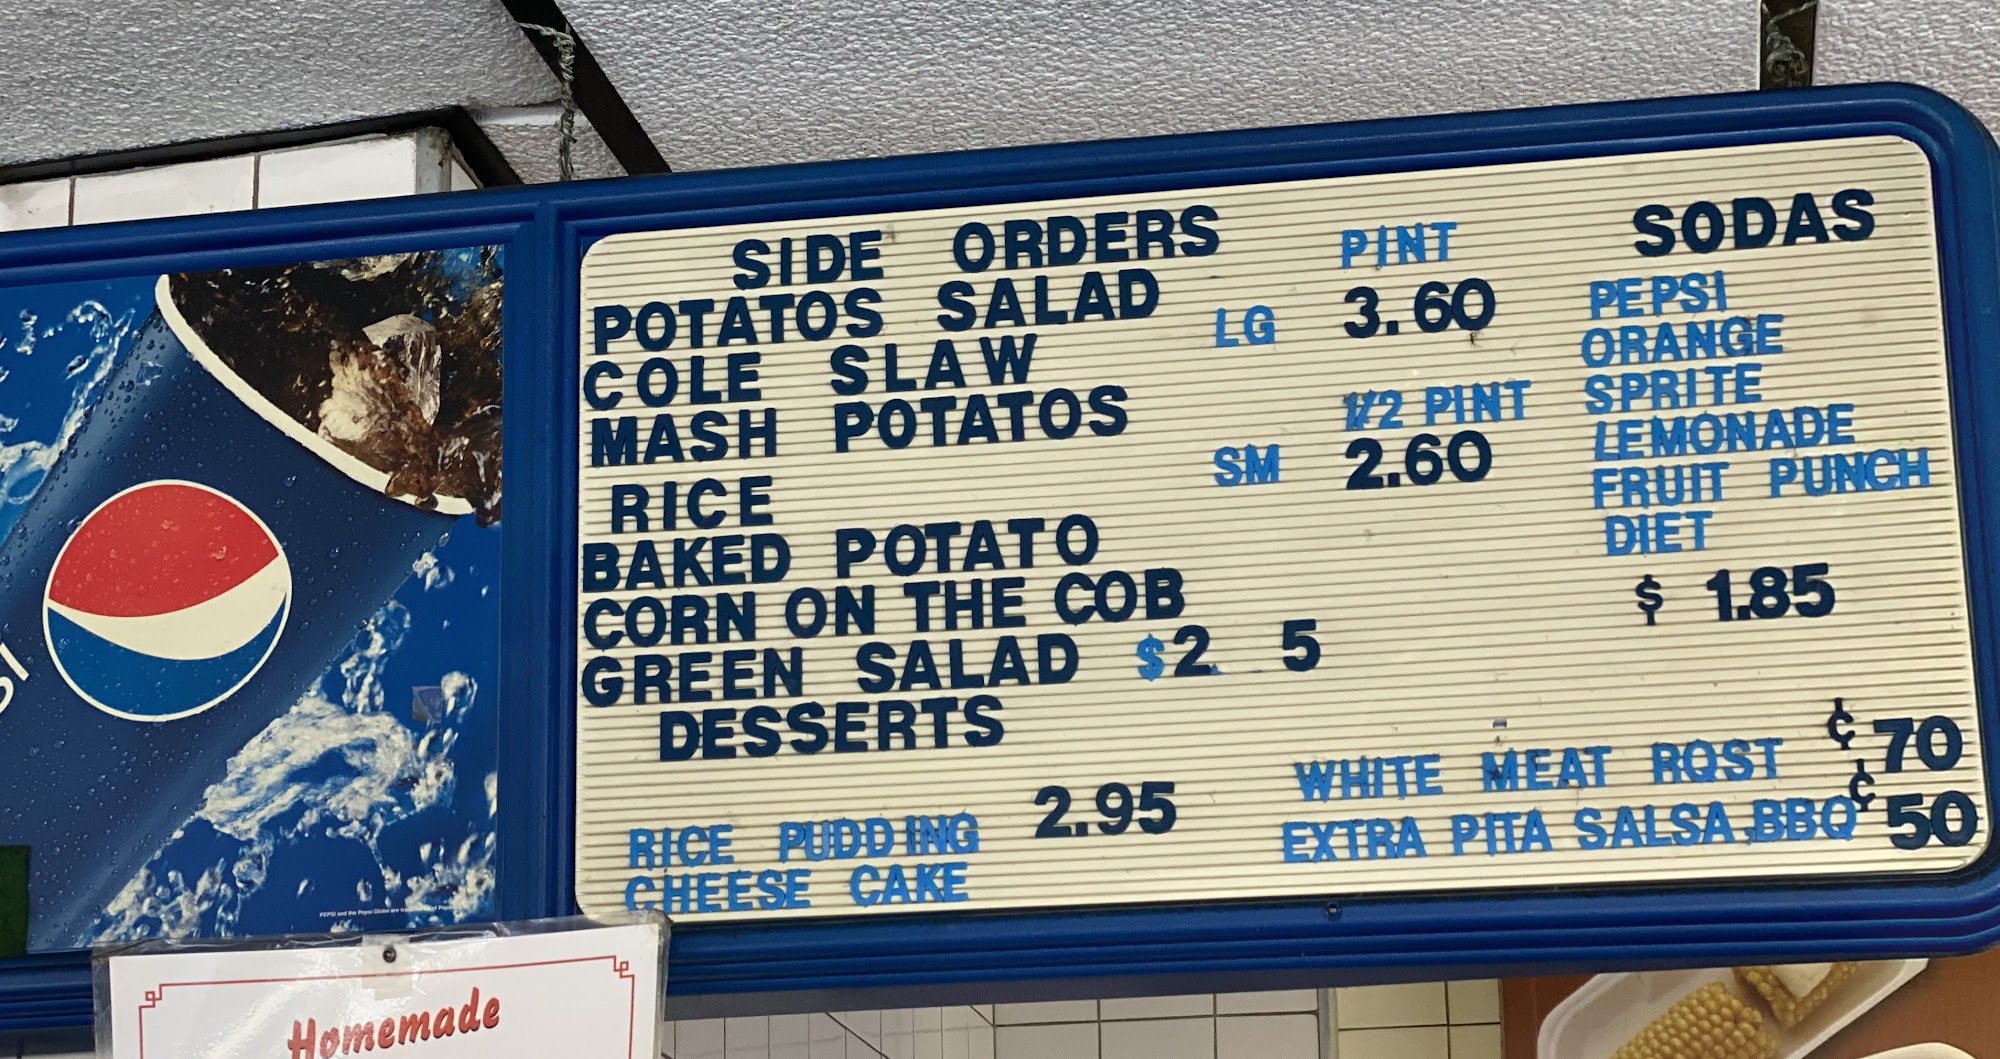 SIDE ORDERS
POTATOS SALAD
COLE SLAW
MASH POTATOS
RICE
BAKED POTATO
CORN ON THE COB
GREEN SALAD $2 5
DESSERTS
RICE PUDDING 2.95
CHEESE CAKE
PINT
LG 3.60
1/2 PINT
SM 2.60
SODAS
PEPSI
ORANGE
SPRITE
LEMONADE
FRUIT PUNCH
DIET
$ 1.85
WHITE MEAT RQST ¢70
EXTRA PITA SALSA,BBQ ¢50
Homemade